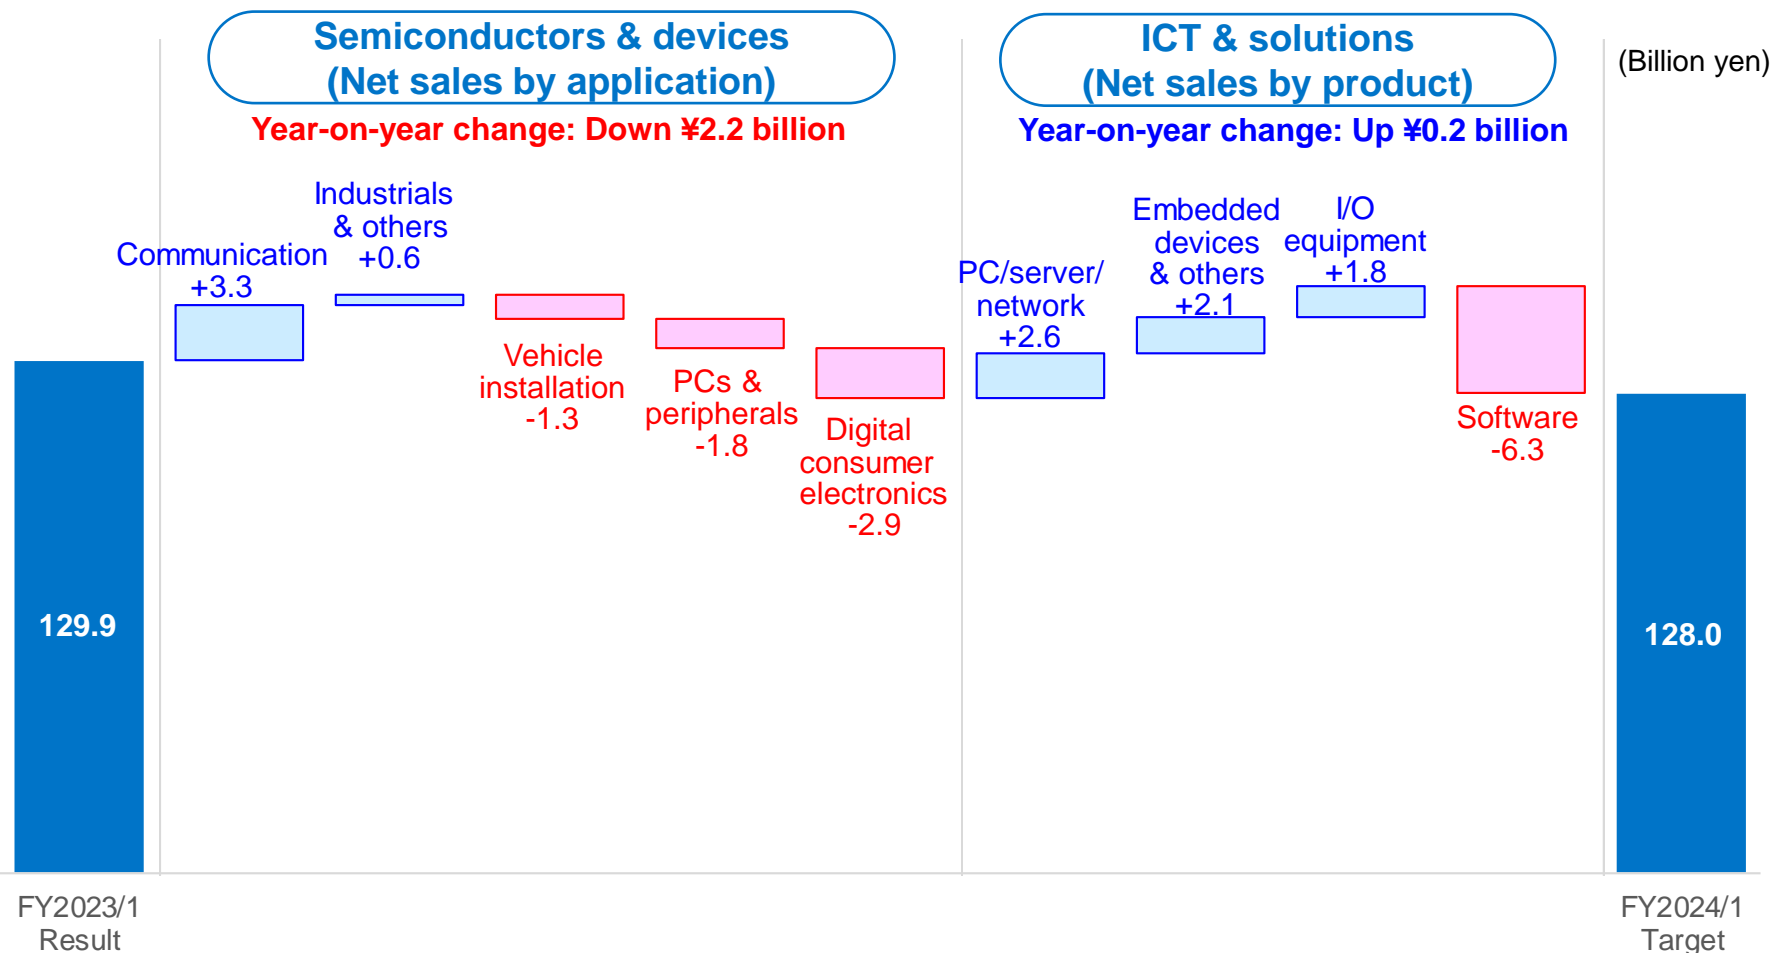 Semiconductors & devices
(Net sales by application)
Year-on-year change: Down ¥2.2 billion
ICT & solutions
(Net sales by product)
Year-on-year change: Up ¥0.2 billion
(Billion yen)
Communication
+3.3
Industrials
& others
+0.6
Vehicle
installation
-1.3
PCs &
peripherals
-1.8
Digital
consumer
electronics
-2.9
PC/server/
network
+2.6
Embedded
devices
& others
+2.1
I/O
equipment
+1.8
Software
-6.3
129.9
128.0
FY2023/1
Result
FY2024/1
Target